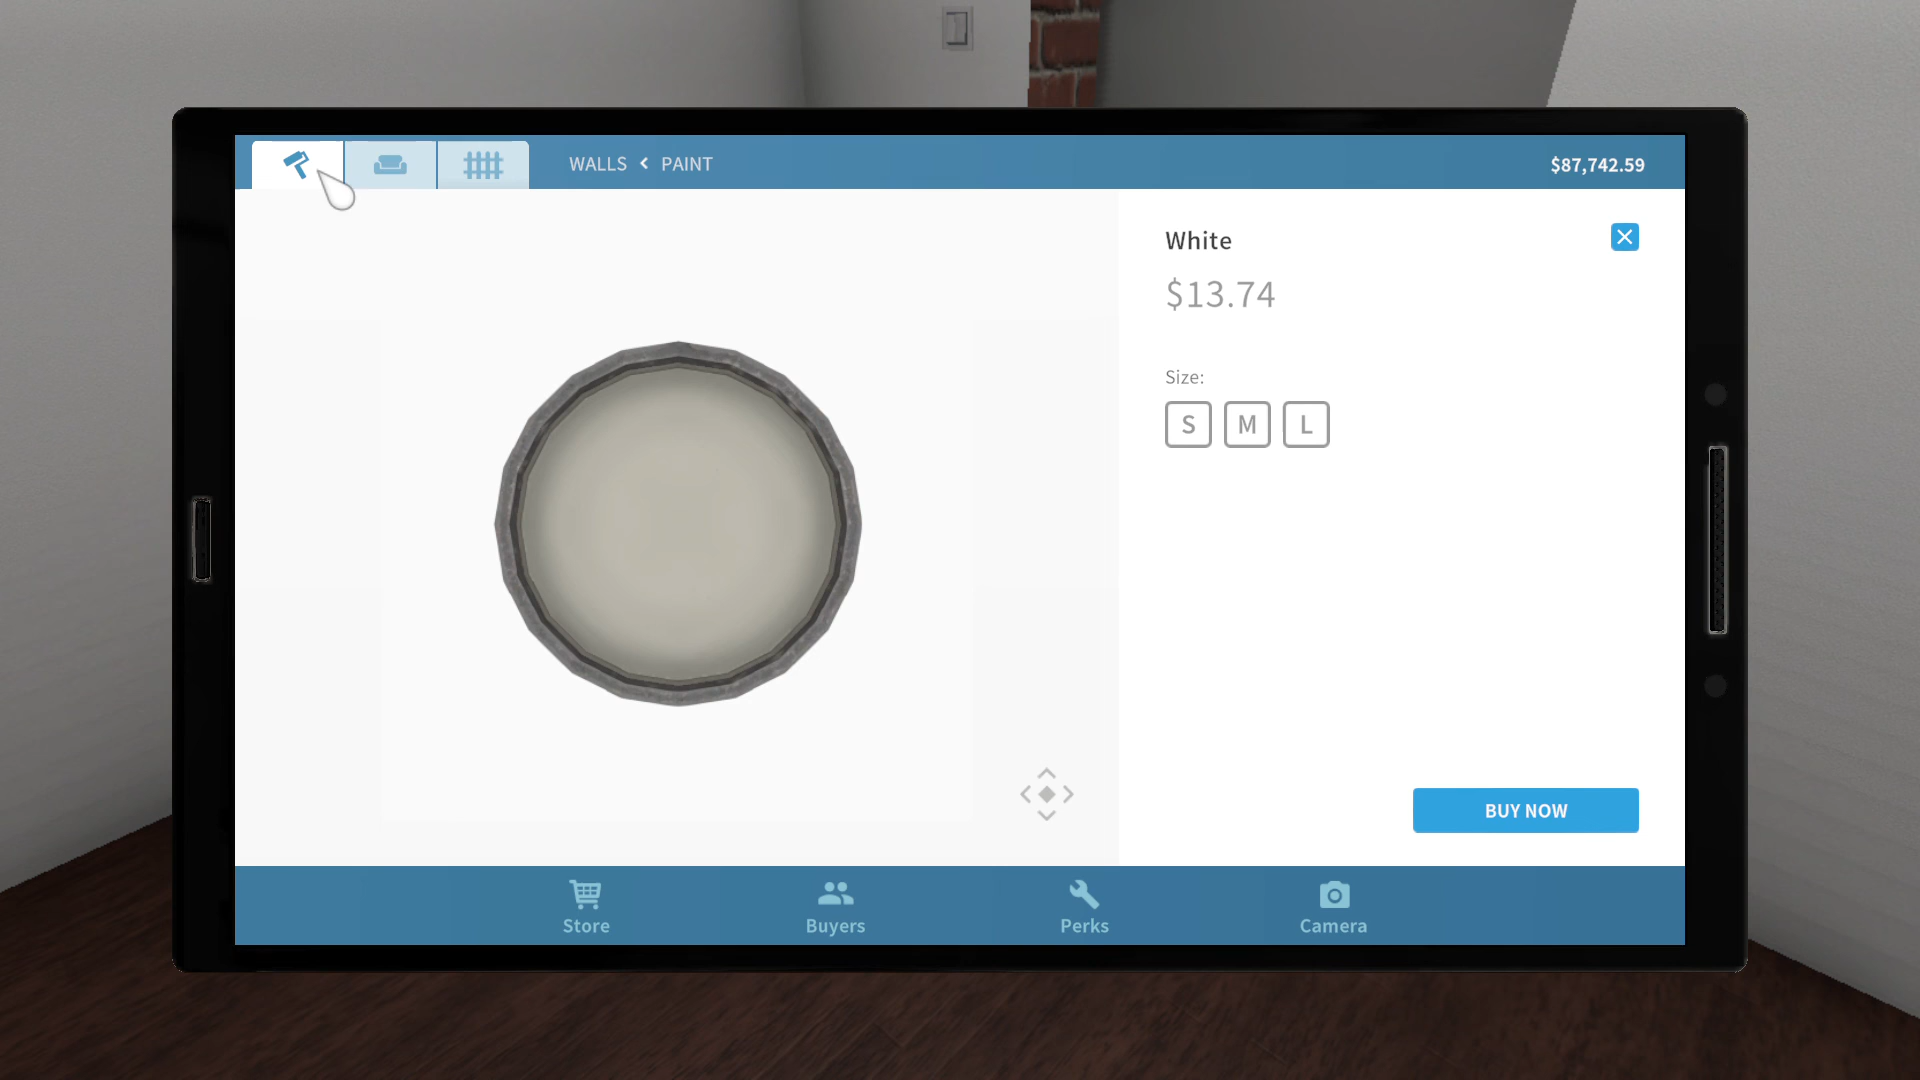 WALLS < PAINT
$87,742.59
White
$13.74
Size:
S M L
BUY NOW
Store Buyers Perks Camera